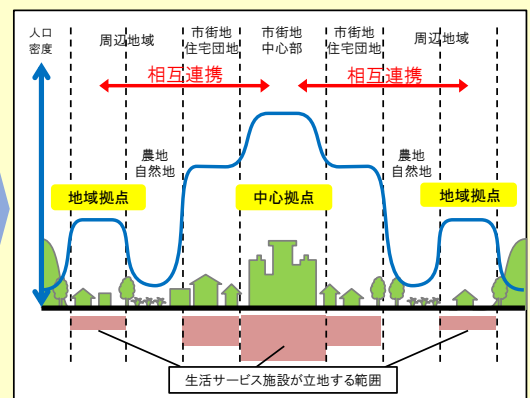 人口
密度
周辺地域
市街地
住宅団地
市街地
中心部
市街地
住宅団地
周辺地域
相互連携
相互連携
農地
自然地
農地
自然地
地域拠点
中心拠点
地域拠点
生活サービス施設が立地する範囲